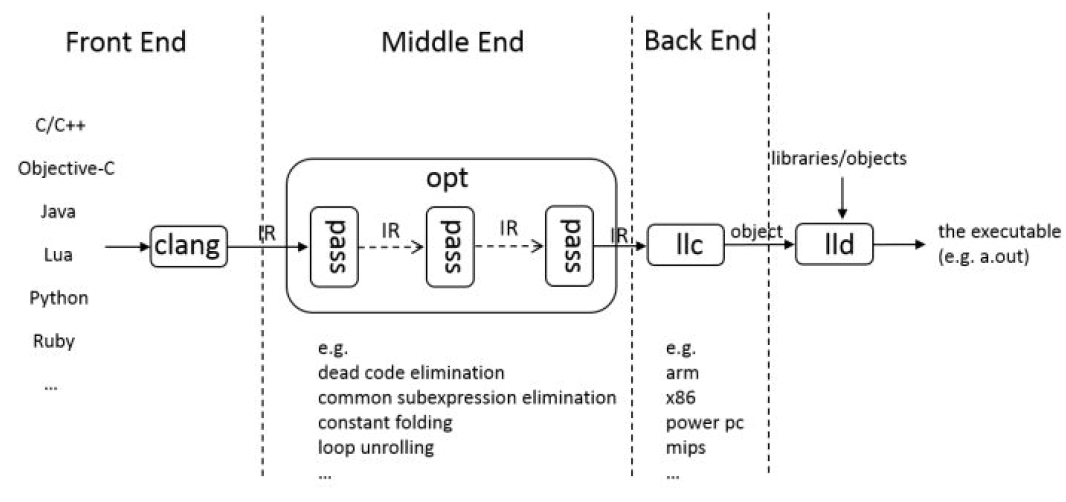 Front End
Middle End
Back End
C/C++
Objective-C
Java
Lua
Python
Ruby
...
clang
IR
opt
pass
IR
pass
IR
pass
IR
llc
object
libraries/objects
lld
the executable
(e.g. a.out)
e.g.
dead code elimination
common subexpression elimination
constant folding
loop unrolling
...
e.g.
arm
x86
power pc
mips
...